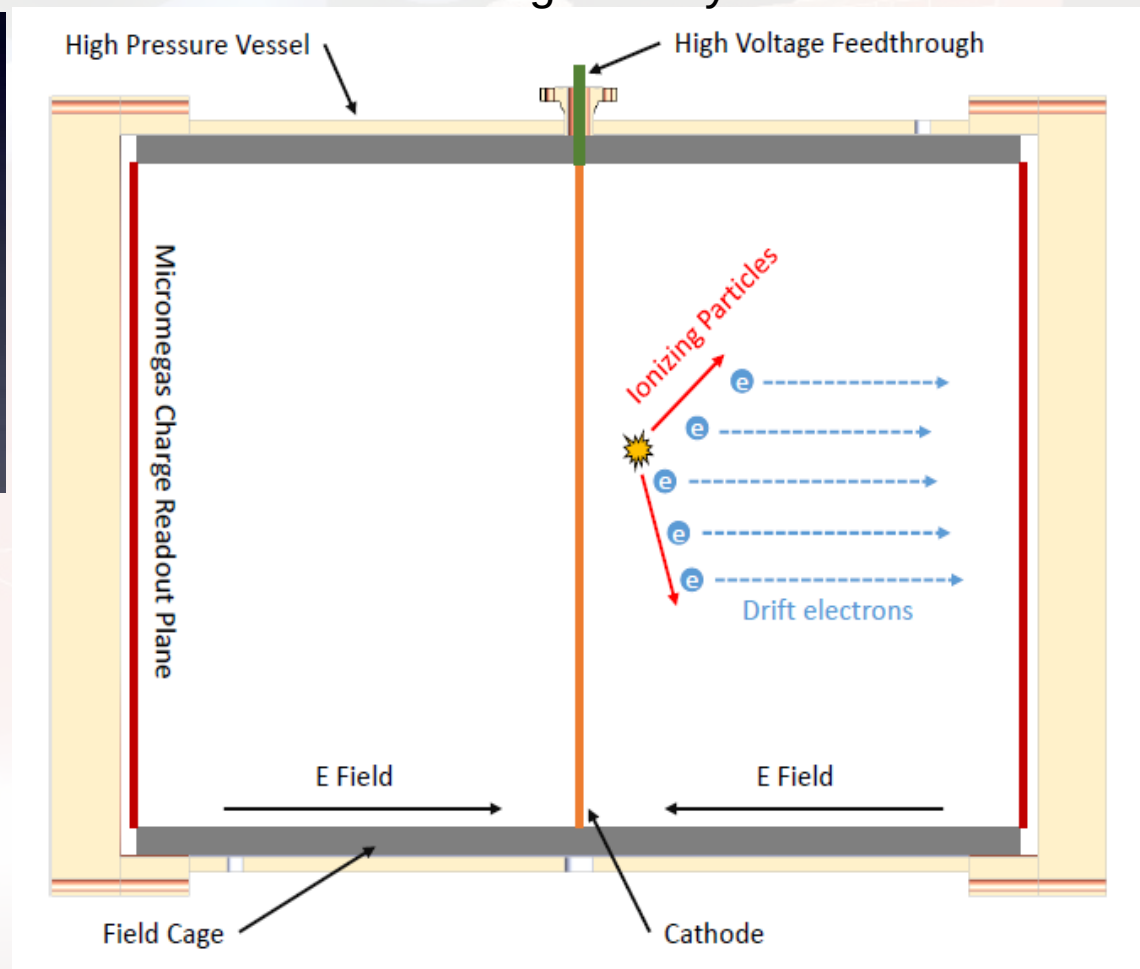 High Pressure Vessel
High Voltage Feedthrough
Micromegas Charge Readout Plane
Ionizing Particles
e
e
e
e
e
Drift electrons
E Field
E Field
Field Cage
Cathode